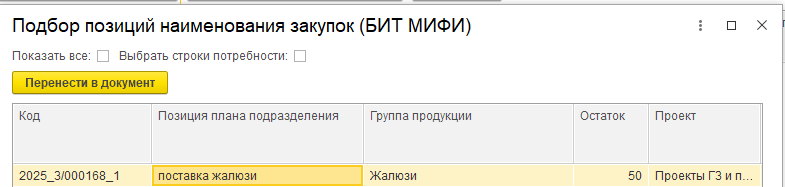 Подбор позиций наименования закупок (БИТ МИФИ)
Показать все: Выбрать строки потребности:
Перенести в документ
Код Позиция плана подразделения Группа продукции Остаток Проект
2025_3/000168_1 поставка жалюзи Жалюзи 50 Проекты ГЗ и п...